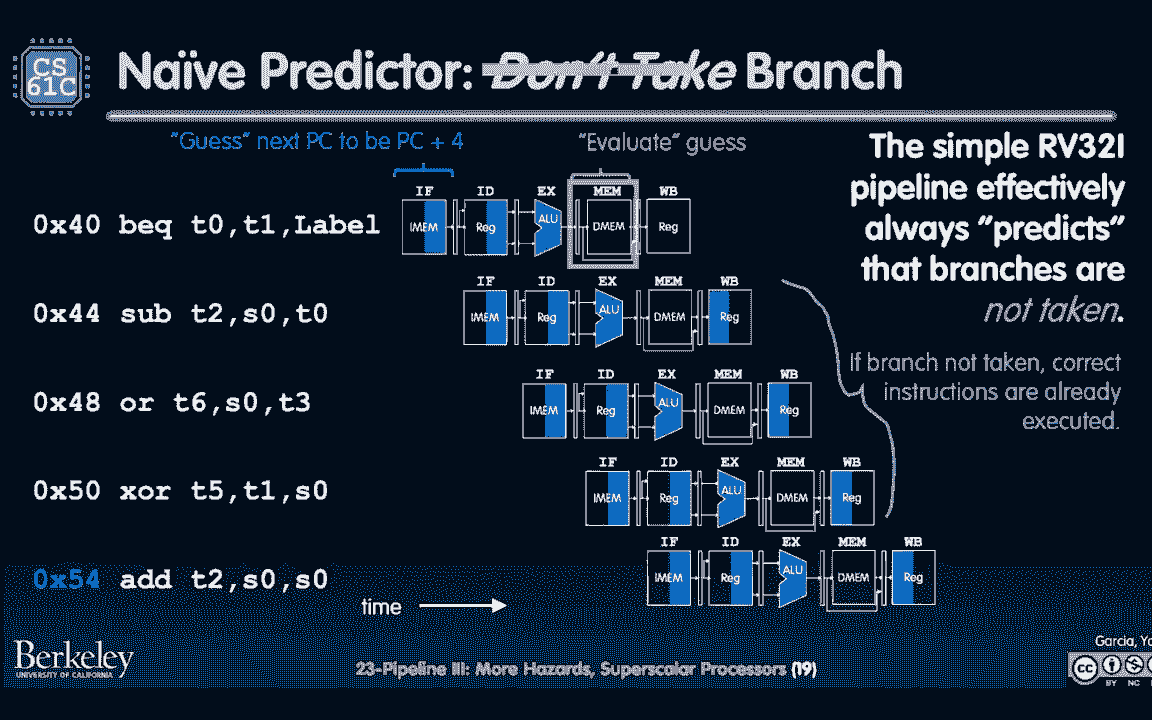 CS
61C
Naïve Predictor: Don't Take Branch
"Guess" next PC to be PC + 4
"Evaluate" guess
The simple RV32I
pipeline effectively
always "predicts"
that branches are
not taken.
If branch not taken, correct
instructions are already
executed.
IF ID EX MEM WB
0x40 beq t0,t1,Label
IMEM Reg ALU DMEM Reg
IF ID EX MEM WB
0x44 sub t2,s0,t0
IMEM Reg ALU DMEM Reg
IF ID EX MEM WB
0x48 or t6,s0,t3
IMEM Reg ALU DMEM Reg
IF ID EX MEM WB
0x50 xor t5,t1,s0
IMEM Reg ALU DMEM Reg
IF ID EX MEM WB
0x54 add t2,s0,s0
IMEM Reg ALU DMEM Reg
time
Berkeley
UNIVERSITY OF CALIFORNIA
23-Pipeline III: More Hazards, Superscalar Processors (19)
Garcia,
cc
BY NC